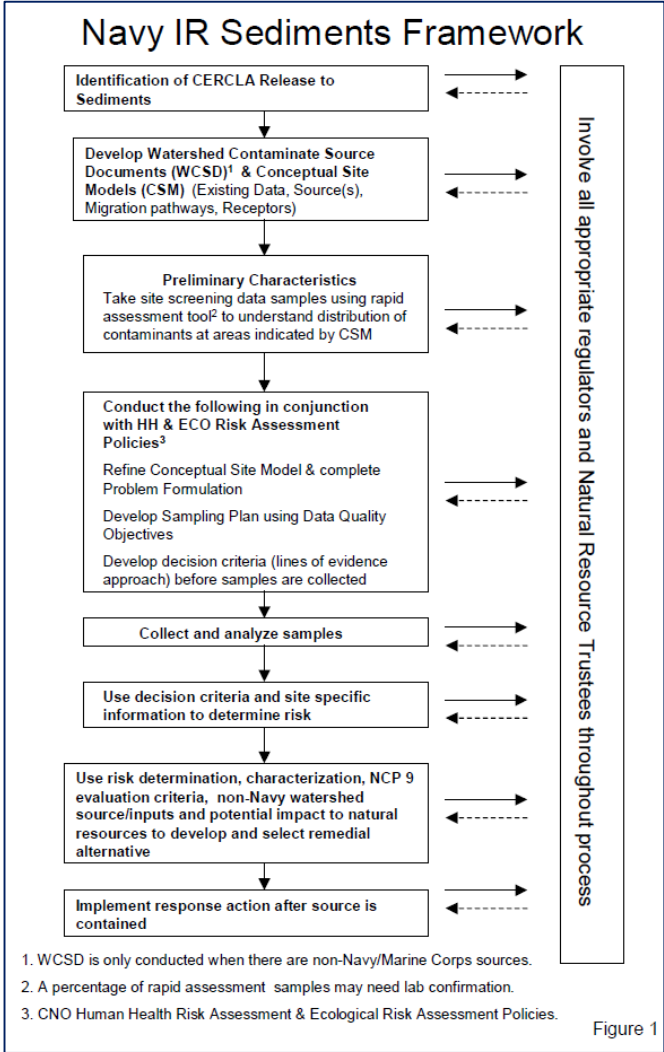 Navy IR Sediments Framework
Identification of CERCLA Release to
Sediments
Develop Watershed Contaminate Source
Documents (WCSD)1 & Conceptual Site
Models (CSM) (Existing Data, Source(s),
Migration pathways, Receptors)
Preliminary Characteristics
Take site screening data samples using rapid
assessment tool2 to understand distribution of
contaminants at areas indicated by CSM
Conduct the following in conjunction
with HH & ECO Risk Assessment
Policies3
Refine Conceptual Site Model & complete
Problem Formulation
Develop Sampling Plan using Data Quality
Objectives
Develop decision criteria (lines of evidence
approach) before samples are collected
Collect and analyze samples
Use decision criteria and site specific
information to determine risk
Use risk determination, characterization, NCP 9
evaluation criteria, non-Navy watershed
source/inputs and potential impact to natural
resources to develop and select remedial
alternative
Implement response action after source is
contained
Involve all appropriate regulators and Natural Resource Trustees throughout process
1. WCSD is only conducted when there are non-Navy/Marine Corps sources.
2. A percentage of rapid assessment samples may need lab confirmation.
3. CNO Human Health Risk Assessment & Ecological Risk Assessment Policies.
Figure 1